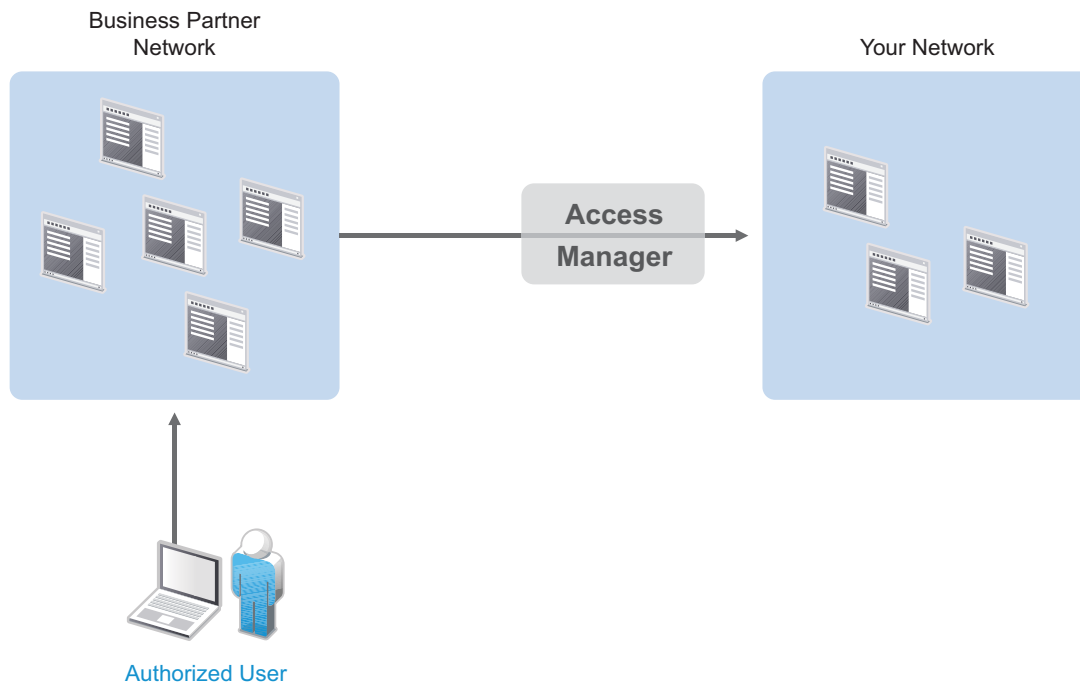 Business Partner
Network
Your Network
Access
Manager
Authorized User